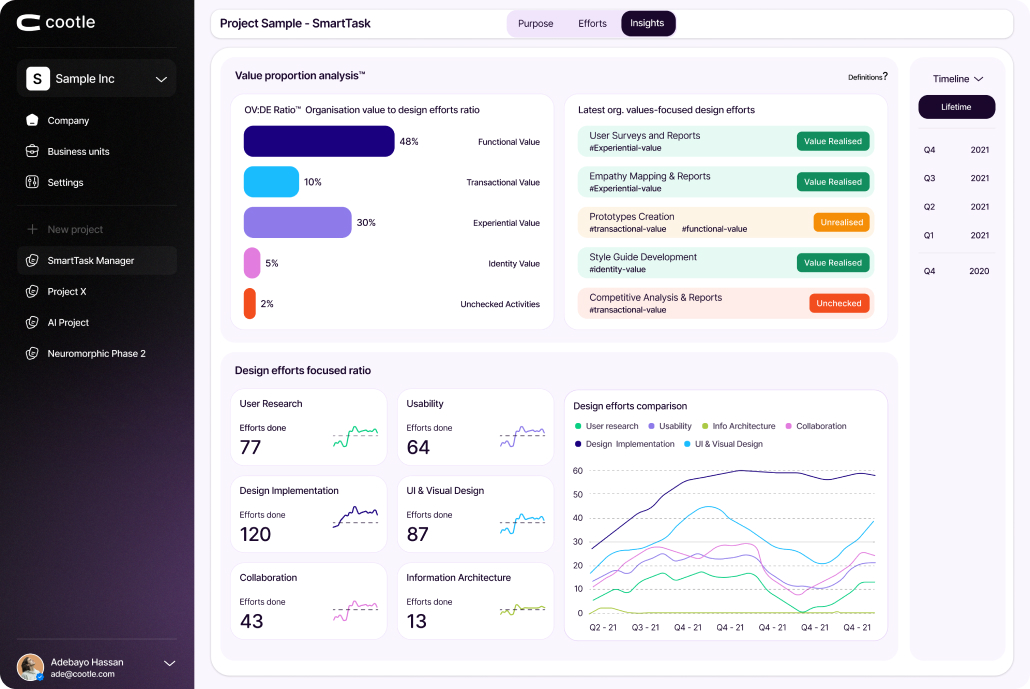 cootle
S Sample Inc
Company
Business units
Settings
New project
SmartTask Manager
Project X
AI Project
Neuromorphic Phase 2
Adebayo Hassan
ade@cootle.com
Project Sample - SmartTask
Purpose Efforts Insights
Value proportion analysis™
Definitions?
OV:DE Ratio™ Organisation value to design efforts ratio
48% Functional Value
10% Transactional Value
30% Experiential Value
5% Identity Value
2% Unchecked Activities
Latest org. values-focused design efforts
User Surveys and Reports
#Experiential-value
Value Realised
Empathy Mapping & Reports
#Experiential-value
Value Realised
Prototypes Creation
#transactional-value #functional-value
Unrealised
Style Guide Development
#identity-value
Value Realised
Competitive Analysis & Reports
#transactional-value
Unchecked
Timeline
Lifetime
Q4 2021
Q3 2021
Q2 2021
Q1 2021
Q4 2020
Design efforts focused ratio
User Research
Efforts done
77
Usability
Efforts done
64
Design Implementation
Efforts done
120
UI & Visual Design
Efforts done
87
Collaboration
Efforts done
43
Information Architecture
Efforts done
13
Design efforts comparison
User research Usability Info Architecture Collaboration
Design Implementation UI & Visual Design
60
50
40
30
20
10
0
Q2 - 21 Q3 - 21 Q4 - 21 Q4 - 21 Q4 - 21 Q4 - 21 Q4 - 21